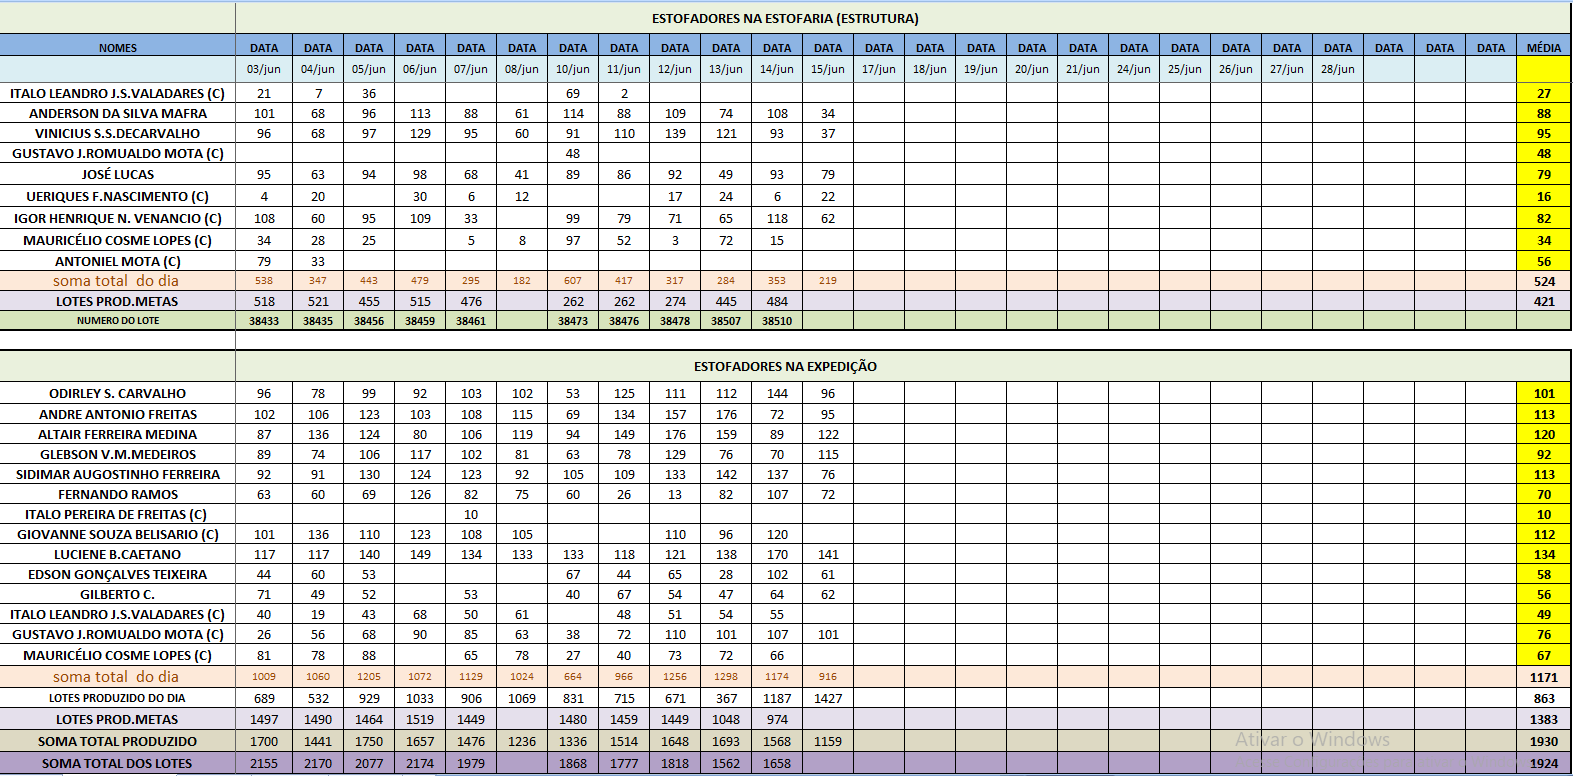 ESTOFADORES NA ESTOFARIA (ESTRUTURA)
NOMES DATA DATA DATA DATA DATA DATA DATA DATA DATA DATA DATA DATA DATA DATA DATA DATA DATA DATA DATA DATA DATA DATA DATA DATA DATA MÉDIA
03/jun 04/jun 05/jun 06/jun 07/jun 08/jun 10/jun 11/jun 12/jun 13/jun 14/jun 15/jun 17/jun 18/jun 19/jun 20/jun 21/jun 24/jun 25/jun 26/jun 27/jun 28/jun
ITALO LEANDRO J.S.VALADARES (C) 21 7 36 69 2 27
ANDERSON DA SILVA MAFRA 101 68 96 113 88 61 114 88 109 74 108 34 88
VINICIUS S.S.DECARVALHO 96 68 97 129 95 60 91 110 139 121 93 37 95
GUSTAVO J.ROMUALDO MOTA (C) 48 48
JOSÉ LUCAS 95 63 94 98 68 41 89 86 92 49 93 79 79
UERIQUES F.NASCIMENTO (C) 4 20 30 6 12 17 24 6 22 16
IGOR HENRIQUE N. VENANCIO (C) 108 60 95 109 33 99 79 71 65 118 62 82
MAURICÉLIO COSME LOPES (C) 34 28 25 5 8 97 52 3 72 15 34
ANTONIEL MOTA (C) 79 33 56
soma total do dia 538 347 443 479 295 182 607 417 317 284 353 219 524
LOTES PROD.METAS 518 521 455 515 476 262 262 274 445 484 421
NUMERO DO LOTE 38433 38435 38456 38459 38461 38473 38476 38478 38507 38510
ESTOFADORES NA EXPEDIÇÃO
ODIRLEY S. CARVALHO 96 78 99 92 103 102 53 125 111 112 144 96 101
ANDRE ANTONIO FREITAS 102 106 123 103 108 115 69 134 157 176 72 95 113
ALTAIR FERREIRA MEDINA 87 136 124 80 106 119 94 149 176 159 89 122 120
GLEBSON V.M.MEDEIROS 89 74 106 117 102 81 63 78 129 76 70 115 92
SIDIMAR AUGOSTINHO FERREIRA 92 91 130 124 123 92 105 109 133 142 137 76 113
FERNANDO RAMOS 63 60 69 126 82 75 60 26 13 82 107 72 70
ITALO PEREIRA DE FREITAS (C) 10 10
GIOVANNE SOUZA BELISARIO (C) 101 136 110 123 108 105 110 96 120 112
LUCIENE B.CAETANO 117 117 140 149 134 133 133 118 121 138 170 141 134
EDSON GONÇALVES TEIXEIRA 44 60 53 67 44 65 28 102 61 58
GILBERTO C. 71 49 52 53 40 67 54 47 64 62 56
ITALO LEANDRO J.S.VALADARES (C) 40 19 43 68 50 61 48 51 54 55 49
GUSTAVO J.ROMUALDO MOTA (C) 26 56 68 90 85 63 38 72 110 101 107 101 76
MAURICÉLIO COSME LOPES (C) 81 78 88 65 78 27 40 73 72 66 67
soma total do dia 1009 1060 1205 1072 1129 1024 664 966 1256 1298 1174 916 1171
LOTES PRODUZIDO DO DIA 689 532 929 1033 906 1069 831 715 671 367 1187 1427 863
LOTES PROD.METAS 1497 1490 1464 1519 1449 1480 1459 1449 1048 974 1383
SOMA TOTAL PRODUZIDO 1700 1441 1750 1657 1476 1236 1336 1514 1648 1693 1568 1159 1930
Ativar o Windows
SOMA TOTAL DOS LOTES 2155 2170 2077 2174 1979 1868 1777 1818 1562 1658 1924